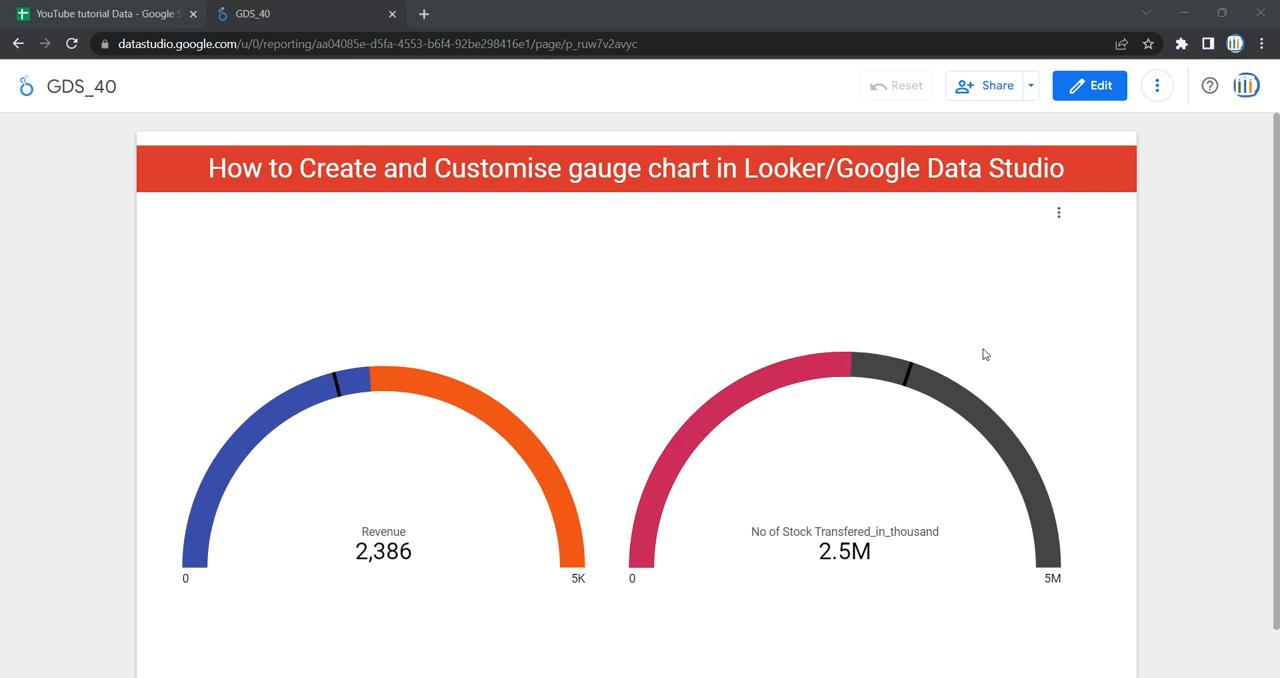 YouTube tutorial Data - Google S
GDS_40
datastudio.google.com/u/0/reporting/aa04085e-d5fa-4553-b6f4-92be298416e1/page/p_ruw7v2avyc
GDS_40
Reset
Share
Edit
How to Create and Customise gauge chart in Looker/Google Data Studio
Revenue
2,386
0
5K
No of Stock Transfered_in_thousand
2.5M
0
5M